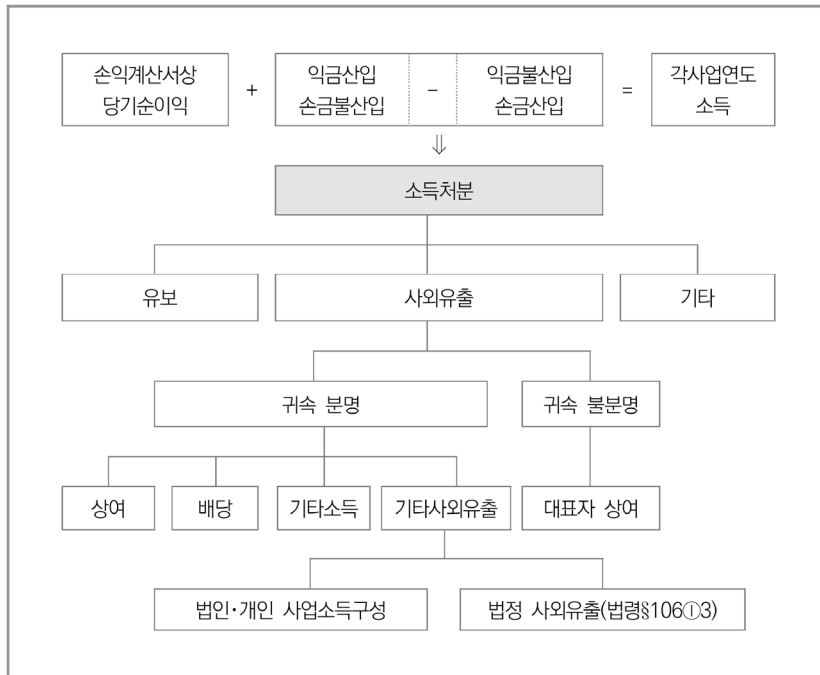 손익계산서상
당기순이익
+
익금산입
손금불산입
−
익금불산입
손금산입
=
각사업연도
소득
⇓
소득처분
유보
사외유출
기타
귀속 분명
귀속 불분명
상여
배당
기타소득
기타사외유출
대표자 상여
법인·개인 사업소득구성
법정 사외유출(법령§106①3)